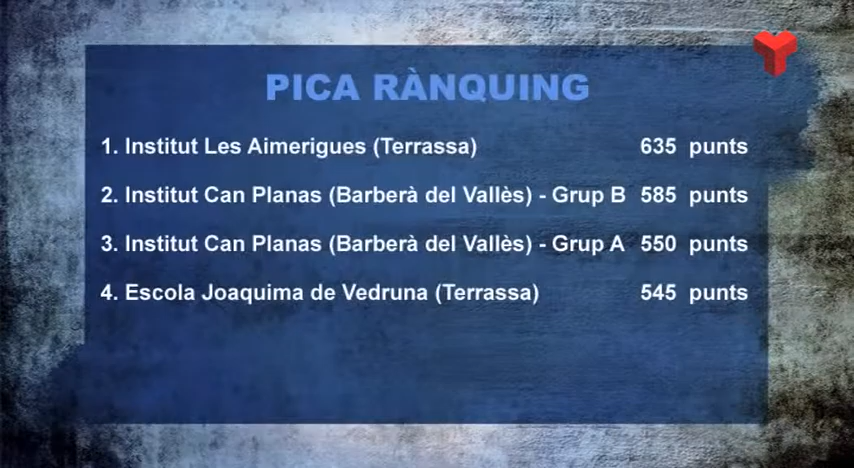 PICA RÀNQUING
1. Institut Les Aimerigues (Terrassa) 635 punts
2. Institut Can Planas (Barberà del Vallès) - Grup B 585 punts
3. Institut Can Planas (Barberà del Vallès) - Grup A 550 punts
4. Escola Joaquima de Vedruna (Terrassa) 545 punts